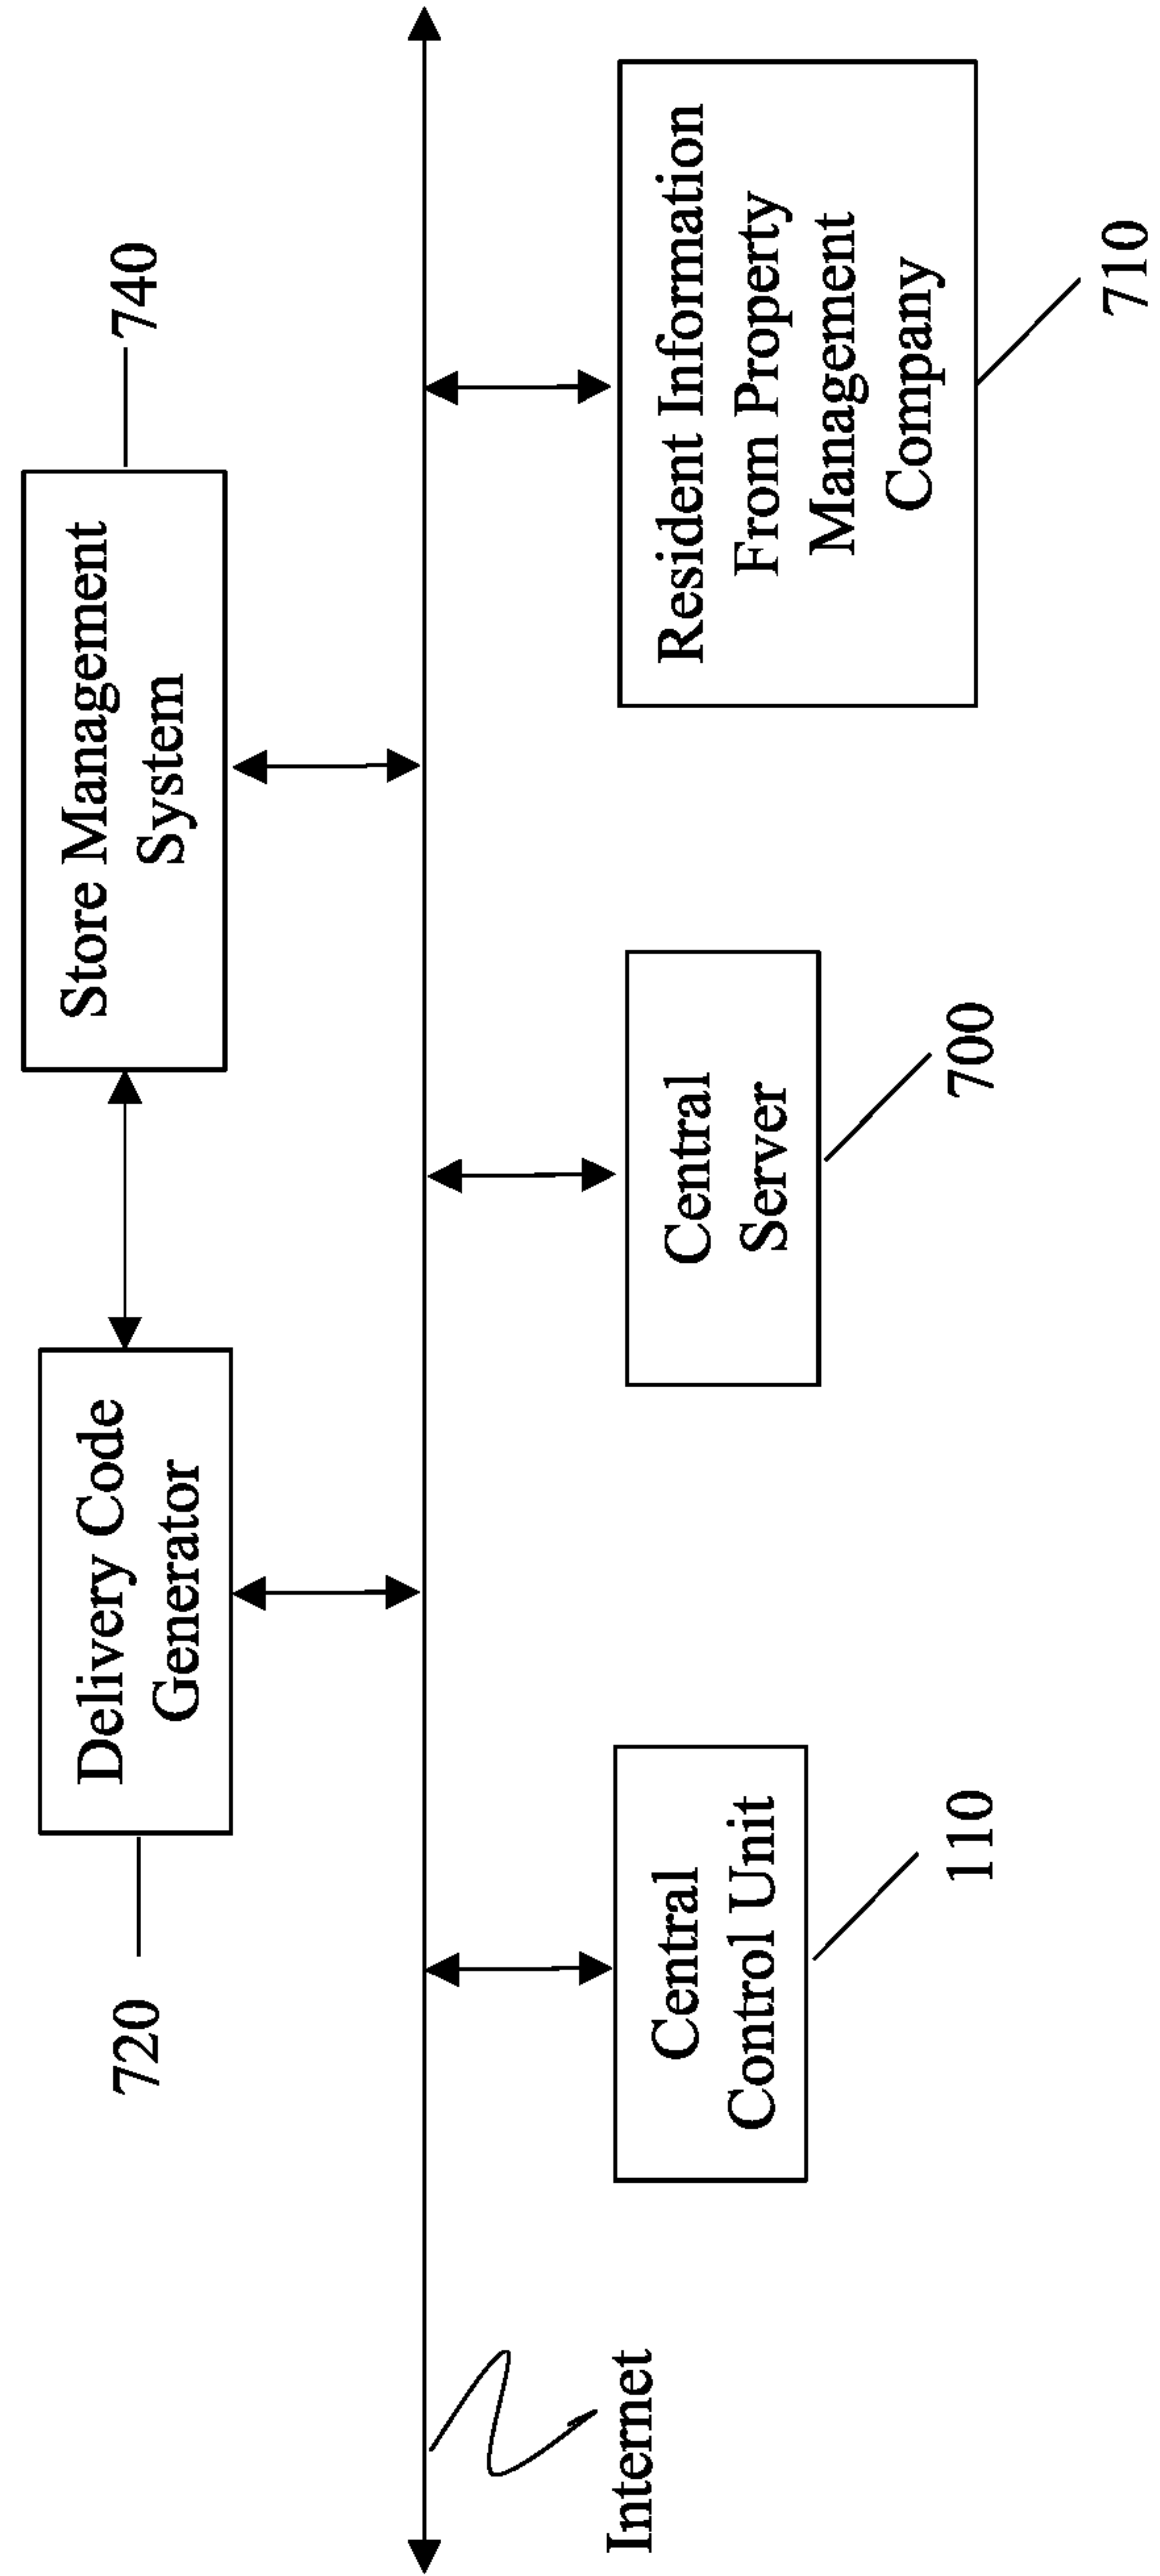 720
Delivery Code
Generator
Store Management
System
740
Internet
Central
Control Unit
110
Central
Server
700
Resident Information
From Property
Management
Company
710